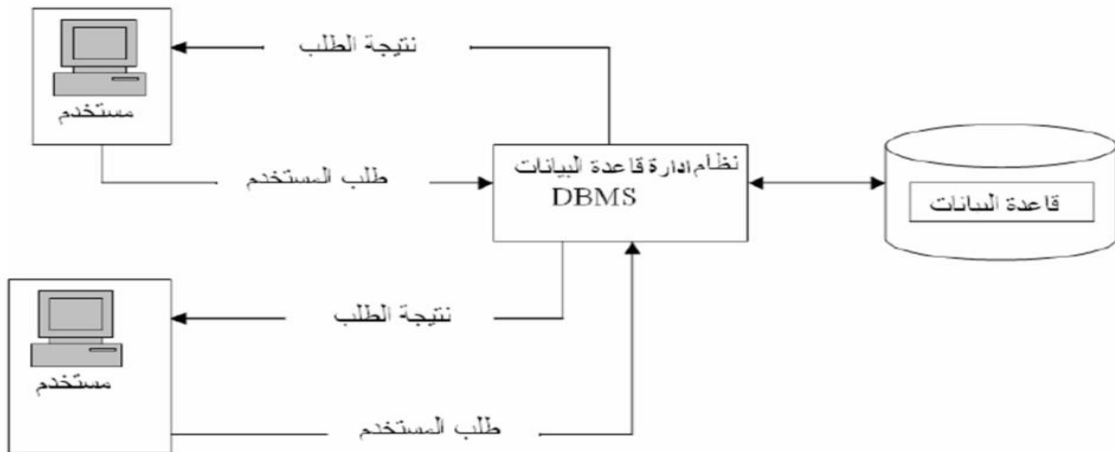 نتيجة الطلب
مستخدم
طلب المستخدم
نظام ادارة قاعدة البيانات
DBMS
قاعدة البيانات
نتيجة الطلب
مستخدم
طلب المستخدم